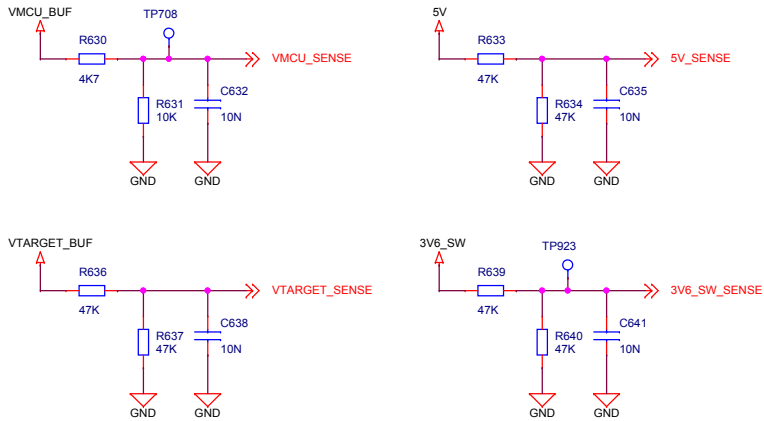 VMCU_BUF
TP708
R630
4K7
VMCU_SENSE
R631
10K
C632
10N
GND
GND
5V
R633
47K
5V_SENSE
R634
47K
C635
10N
GND
GND
VTARGET_BUF
R636
47K
VTARGET_SENSE
R637
47K
C638
10N
GND
GND
3V6_SW
TP923
R639
47K
3V6_SW_SENSE
R640
47K
C641
10N
GND
GND